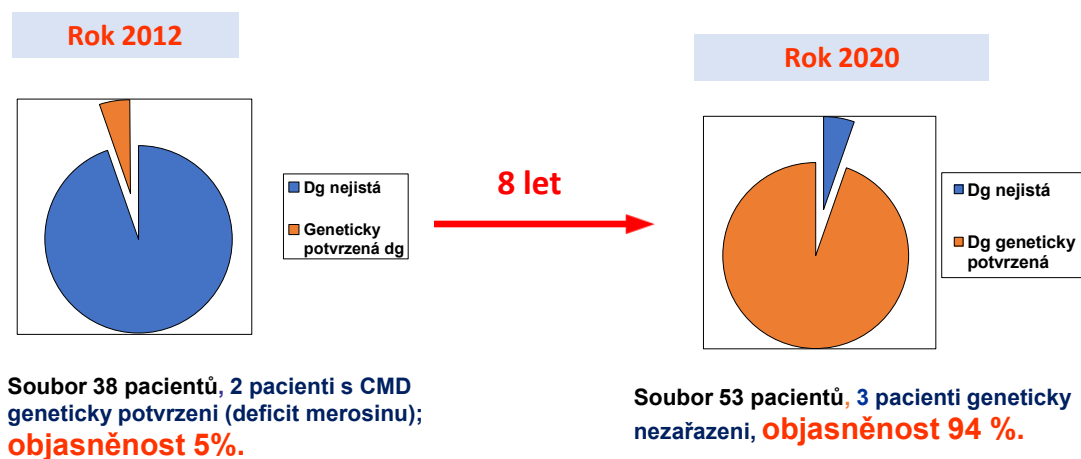 Rok 2012
Dg nejistá
Geneticky
potvrzená dg
Soubor 38 pacientů, 2 pacienti s CMD
geneticky potvrzeni (deficit merosinu);
objasněnost 5%.
8 let
Rok 2020
Dg nejistá
Dg geneticky
potvrzená
Soubor 53 pacientů, 3 pacienti geneticky
nezařazeni, objasněnost 94 %.